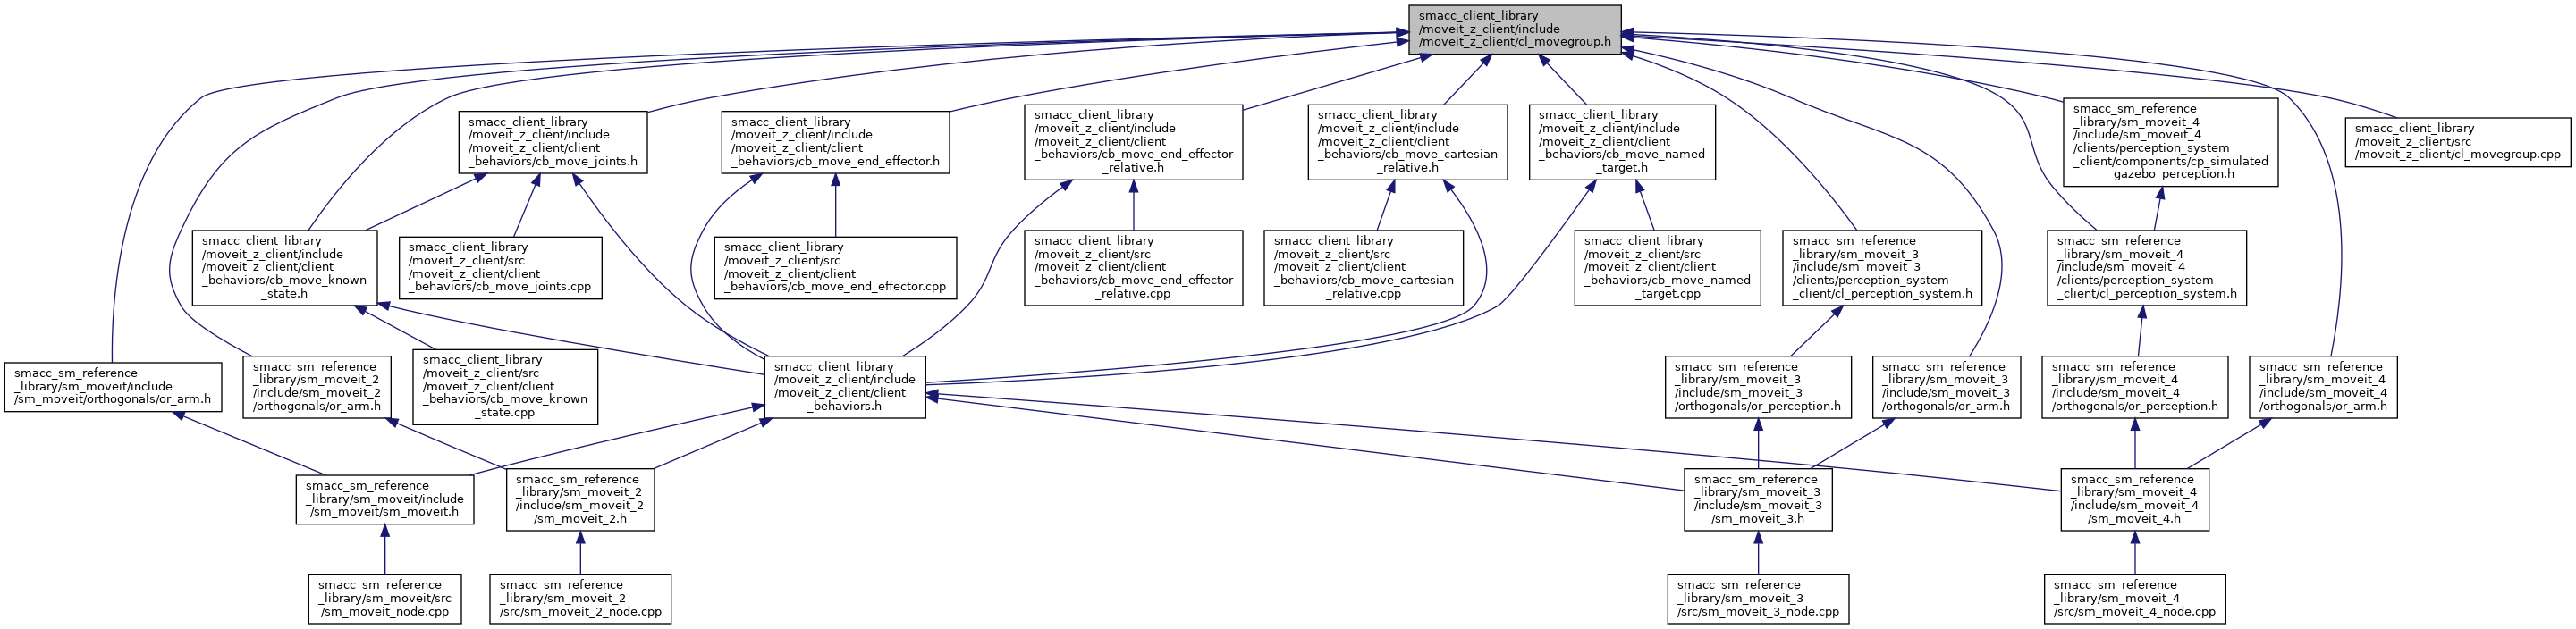 smacc_client_library
/moveit_z_client/include
/moveit_z_client/cl_movegroup.h
smacc_client_library
/moveit_z_client/include
/moveit_z_client/client
_behaviors/cb_move_joints.h
smacc_client_library
/moveit_z_client/include
/moveit_z_client/client
_behaviors/cb_move_end_effector.h
smacc_client_library
/moveit_z_client/include
/moveit_z_client/client
_behaviors/cb_move_end_effector
_relative.h
smacc_client_library
/moveit_z_client/include
/moveit_z_client/client
_behaviors/cb_move_cartesian
_relative.h
smacc_client_library
/moveit_z_client/include
/moveit_z_client/client
_behaviors/cb_move_named
_target.h
smacc_sm_reference
_library/sm_moveit_4
/include/sm_moveit_4
/clients/perception_system
_client/components/cp_simulated
_gazebo_perception.h
smacc_client_library
/moveit_z_client/src
/moveit_z_client/cl_movegroup.cpp
smacc_client_library
/moveit_z_client/include
/moveit_z_client/client
_behaviors/cb_move_known
_state.h
smacc_client_library
/moveit_z_client/src
/moveit_z_client/client
_behaviors/cb_move_joints.cpp
smacc_client_library
/moveit_z_client/src
/moveit_z_client/client
_behaviors/cb_move_end_effector.cpp
smacc_client_library
/moveit_z_client/src
/moveit_z_client/client
_behaviors/cb_move_end_effector
_relative.cpp
smacc_client_library
/moveit_z_client/src
/moveit_z_client/client
_behaviors/cb_move_cartesian
_relative.cpp
smacc_client_library
/moveit_z_client/src
/moveit_z_client/client
_behaviors/cb_move_named
_target.cpp
smacc_sm_reference
_library/sm_moveit_3
/include/sm_moveit_3
/clients/perception_system
_client/cl_perception_system.h
smacc_sm_reference
_library/sm_moveit_4
/include/sm_moveit_4
/clients/perception_system
_client/cl_perception_system.h
smacc_sm_reference
_library/sm_moveit/include
/sm_moveit/orthogonals/or_arm.h
smacc_sm_reference
_library/sm_moveit_2
/include/sm_moveit_2
/orthogonals/or_arm.h
smacc_client_library
/moveit_z_client/src
/moveit_z_client/client
_behaviors/cb_move_known
_state.cpp
smacc_client_library
/moveit_z_client/include
/moveit_z_client/client
_behaviors.h
smacc_sm_reference
_library/sm_moveit_3
/include/sm_moveit_3
/orthogonals/or_perception.h
smacc_sm_reference
_library/sm_moveit_3
/include/sm_moveit_3
/orthogonals/or_arm.h
smacc_sm_reference
_library/sm_moveit_4
/include/sm_moveit_4
/orthogonals/or_perception.h
smacc_sm_reference
_library/sm_moveit_4
/include/sm_moveit_4
/orthogonals/or_arm.h
smacc_sm_reference
_library/sm_moveit/include
/sm_moveit/sm_moveit.h
smacc_sm_reference
_library/sm_moveit_2
/include/sm_moveit_2
/sm_moveit_2.h
smacc_sm_reference
_library/sm_moveit_3
/include/sm_moveit_3
/sm_moveit_3.h
smacc_sm_reference
_library/sm_moveit_4
/include/sm_moveit_4
/sm_moveit_4.h
smacc_sm_reference
_library/sm_moveit/src
/sm_moveit_node.cpp
smacc_sm_reference
_library/sm_moveit_2
/src/sm_moveit_2_node.cpp
smacc_sm_reference
_library/sm_moveit_3
/src/sm_moveit_3_node.cpp
smacc_sm_reference
_library/sm_moveit_4
/src/sm_moveit_4_node.cpp